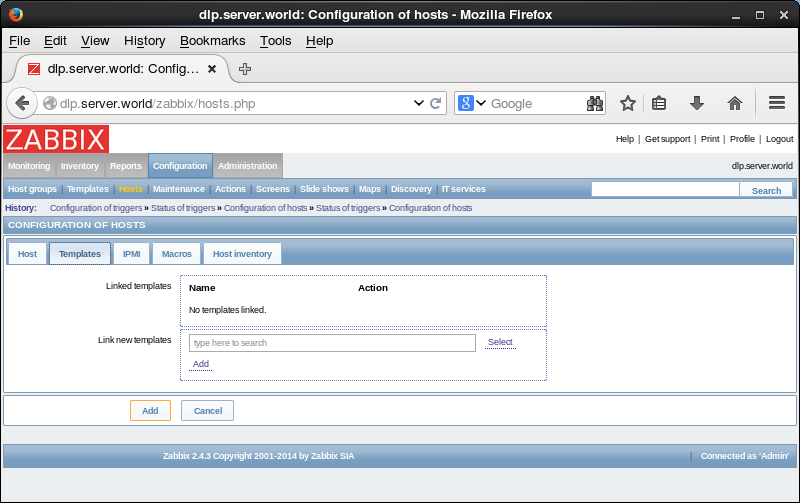 dlp.server.world: Configuration of hosts - Mozilla Firefox
File Edit View History Bookmarks Tools Help
dlp.server.world: Config...
dlp.server.world/zabbix/hosts.php
Google
ZABBIX
Help | Get support | Print | Profile | Logout
Monitoring Inventory Reports Configuration Administration
dlp.server.world
Host groups | Templates | Hosts | Maintenance | Actions | Screens | Slide shows | Maps | Discovery | IT services
Search
History: Configuration of triggers » Status of triggers » Configuration of hosts » Status of triggers » Configuration of hosts
CONFIGURATION OF HOSTS
Host Templates IPMI Macros Host inventory
Linked templates
Name Action
No templates linked.
Link new templates
type here to search
Select
Add
Add Cancel
Zabbix 2.4.3 Copyright 2001-2014 by Zabbix SIA
| Connected as 'Admin'